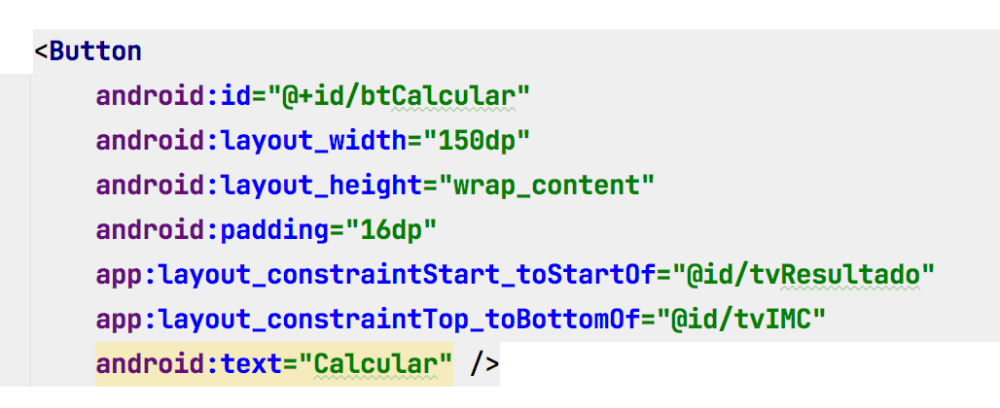 <Button
android:id="@+id/btCalcular"
android:layout_width="150dp"
android:layout_height="wrap_content"
android:padding="16dp"
app:layout_constraintStart_toStartOf="@id/tvResultado"
app:layout_constraintTop_toBottomOf="@id/tvIMC"
android:text="Calcular" />